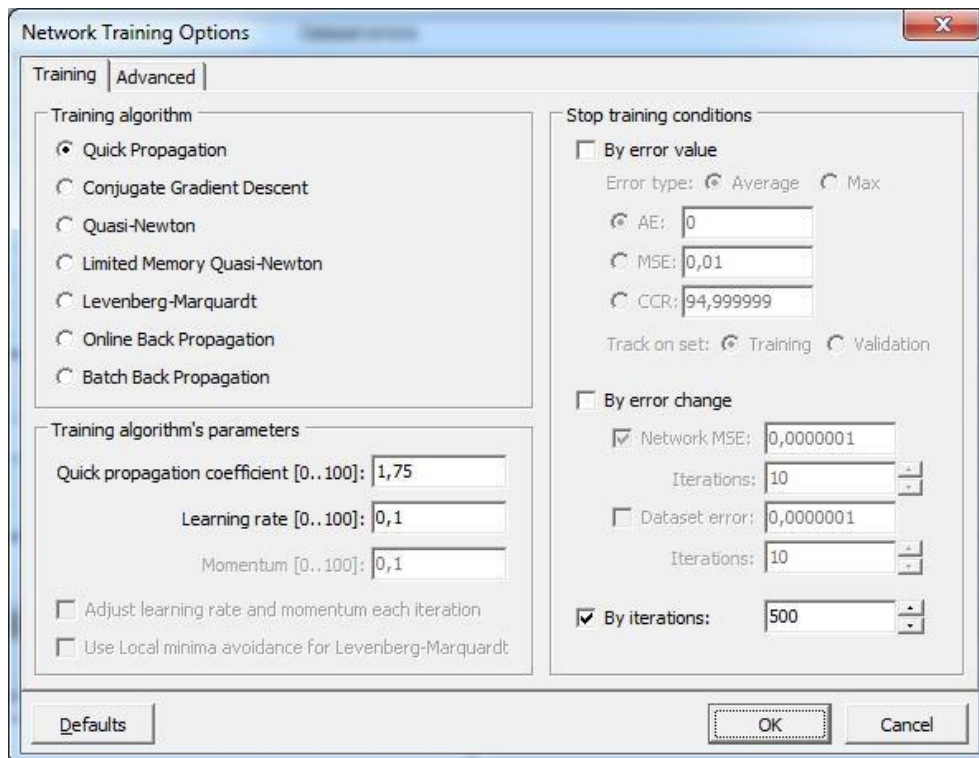 Network Training Options
Training
Advanced
Training algorithm
Quick Propagation
Conjugate Gradient Descent
Quasi-Newton
Limited Memory Quasi-Newton
Levenberg-Marquardt
Online Back Propagation
Batch Back Propagation
Training algorithm's parameters
Quick propagation coefficient [0..100]: 1,75
Learning rate [0..100]: 0,1
Momentum [0..100]: 0,1
Adjust learning rate and momentum each iteration
Use Local minima avoidance for Levenberg-Marquardt
Stop training conditions
By error value
Error type: Average Max
AE: 0
MSE: 0,01
CCR: 94,999999
Track on set: Training Validation
By error change
Network MSE: 0,0000001
Iterations: 10
Dataset error: 0,0000001
Iterations: 10
By iterations: 500
Defaults
OK
Cancel